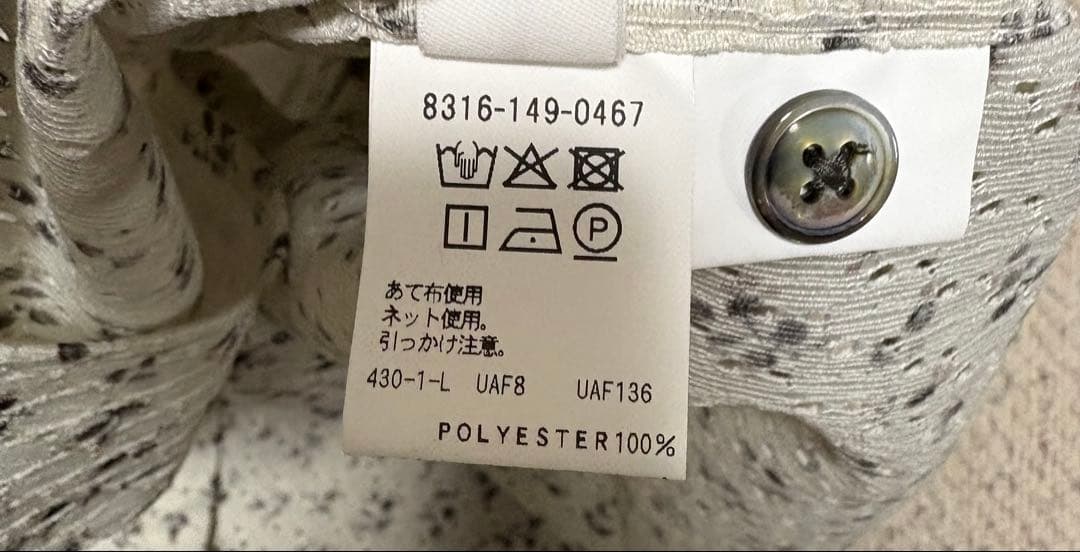 8316-149-0467
P
あて布使用
ネット使用。
引っかけ注意。
430-1-L UAF8 UAF136
POLYESTER100%